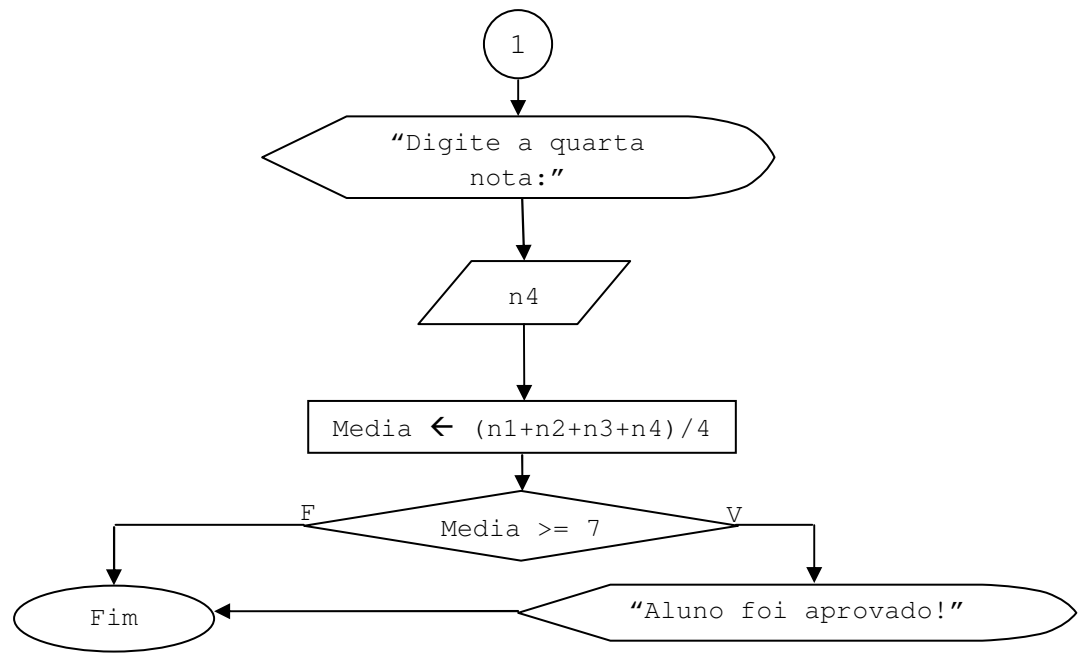 1
“Digite a quarta
nota:”
n4
Media ← (n1+n2+n3+n4)/4
F
Media >= 7
V
Fim
“Aluno foi aprovado!”